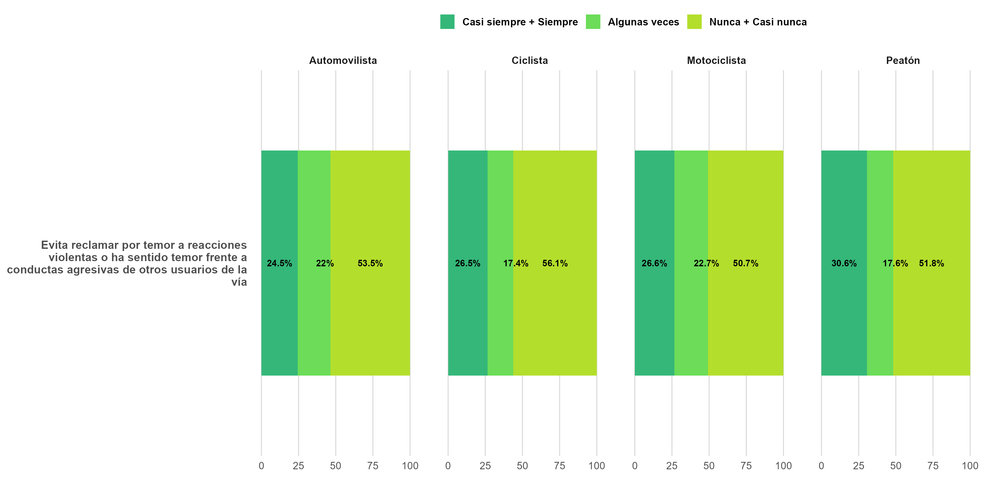 Casi siempre + Siempre Algunas veces Nunca + Casi nunca
Automovilista Ciclista Motociclista Peatón
Evita reclamar por temor a reacciones
violentas o ha sentido temor frente a
conductas agresivas de otros usuarios de la
vía
24.5% 22% 53.5% 26.5% 17.4% 56.1% 26.6% 22.7% 50.7% 30.6% 17.6% 51.8%
0 25 50 75 100 0 25 50 75 100 0 25 50 75 100 0 25 50 75 100